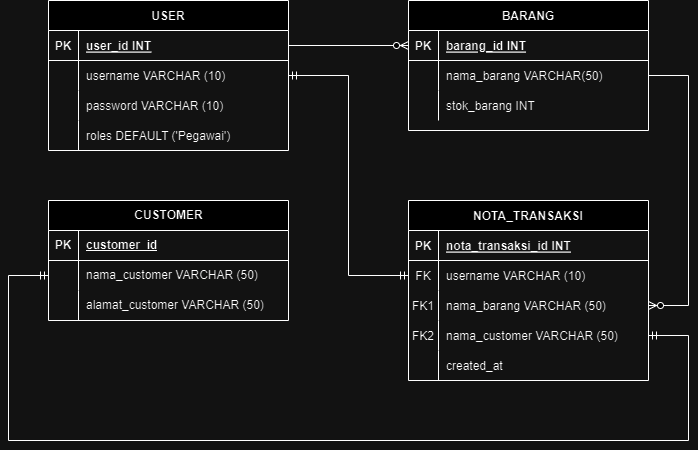 USER
PK user_id INT
username VARCHAR (10)
password VARCHAR (10)
roles DEFAULT ('Pegawai')
BARANG
PK barang_id INT
nama_barang VARCHAR(50)
stok_barang INT
CUSTOMER
PK customer_id
nama_customer VARCHAR (50)
alamat_customer VARCHAR (50)
NOTA_TRANSAKSI
PK nota_transaksi_id INT
FK username VARCHAR (10)
FK1 nama_barang VARCHAR (50)
FK2 nama_customer VARCHAR (50)
created_at